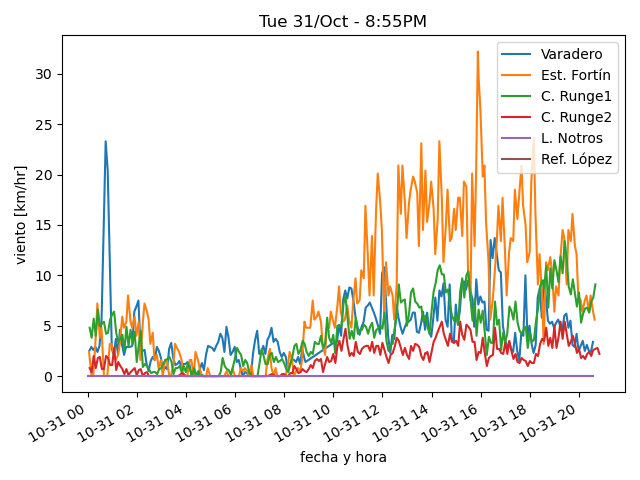 Tue 31/Oct - 8:55PM
viento [km/hr]
30
25
20
15
10
5
0
Varadero
Est. Fortín
C. Runge1
C. Runge2
L. Notros
Ref. López
10-31 00
10-31 02
10-31 04
10-31 06
10-31 08
10-31 10
10-31 12
10-31 14
10-31 16
10-31 18
10-31 20
fecha y hora